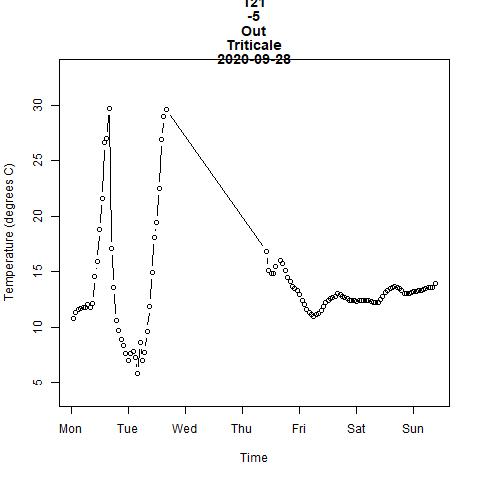 121
-5
Out
Triticale
2020-09-28
Temperature (degrees C)
30
25
20
15
10
5
Mon Tue Wed Thu Fri Sat Sun
Time